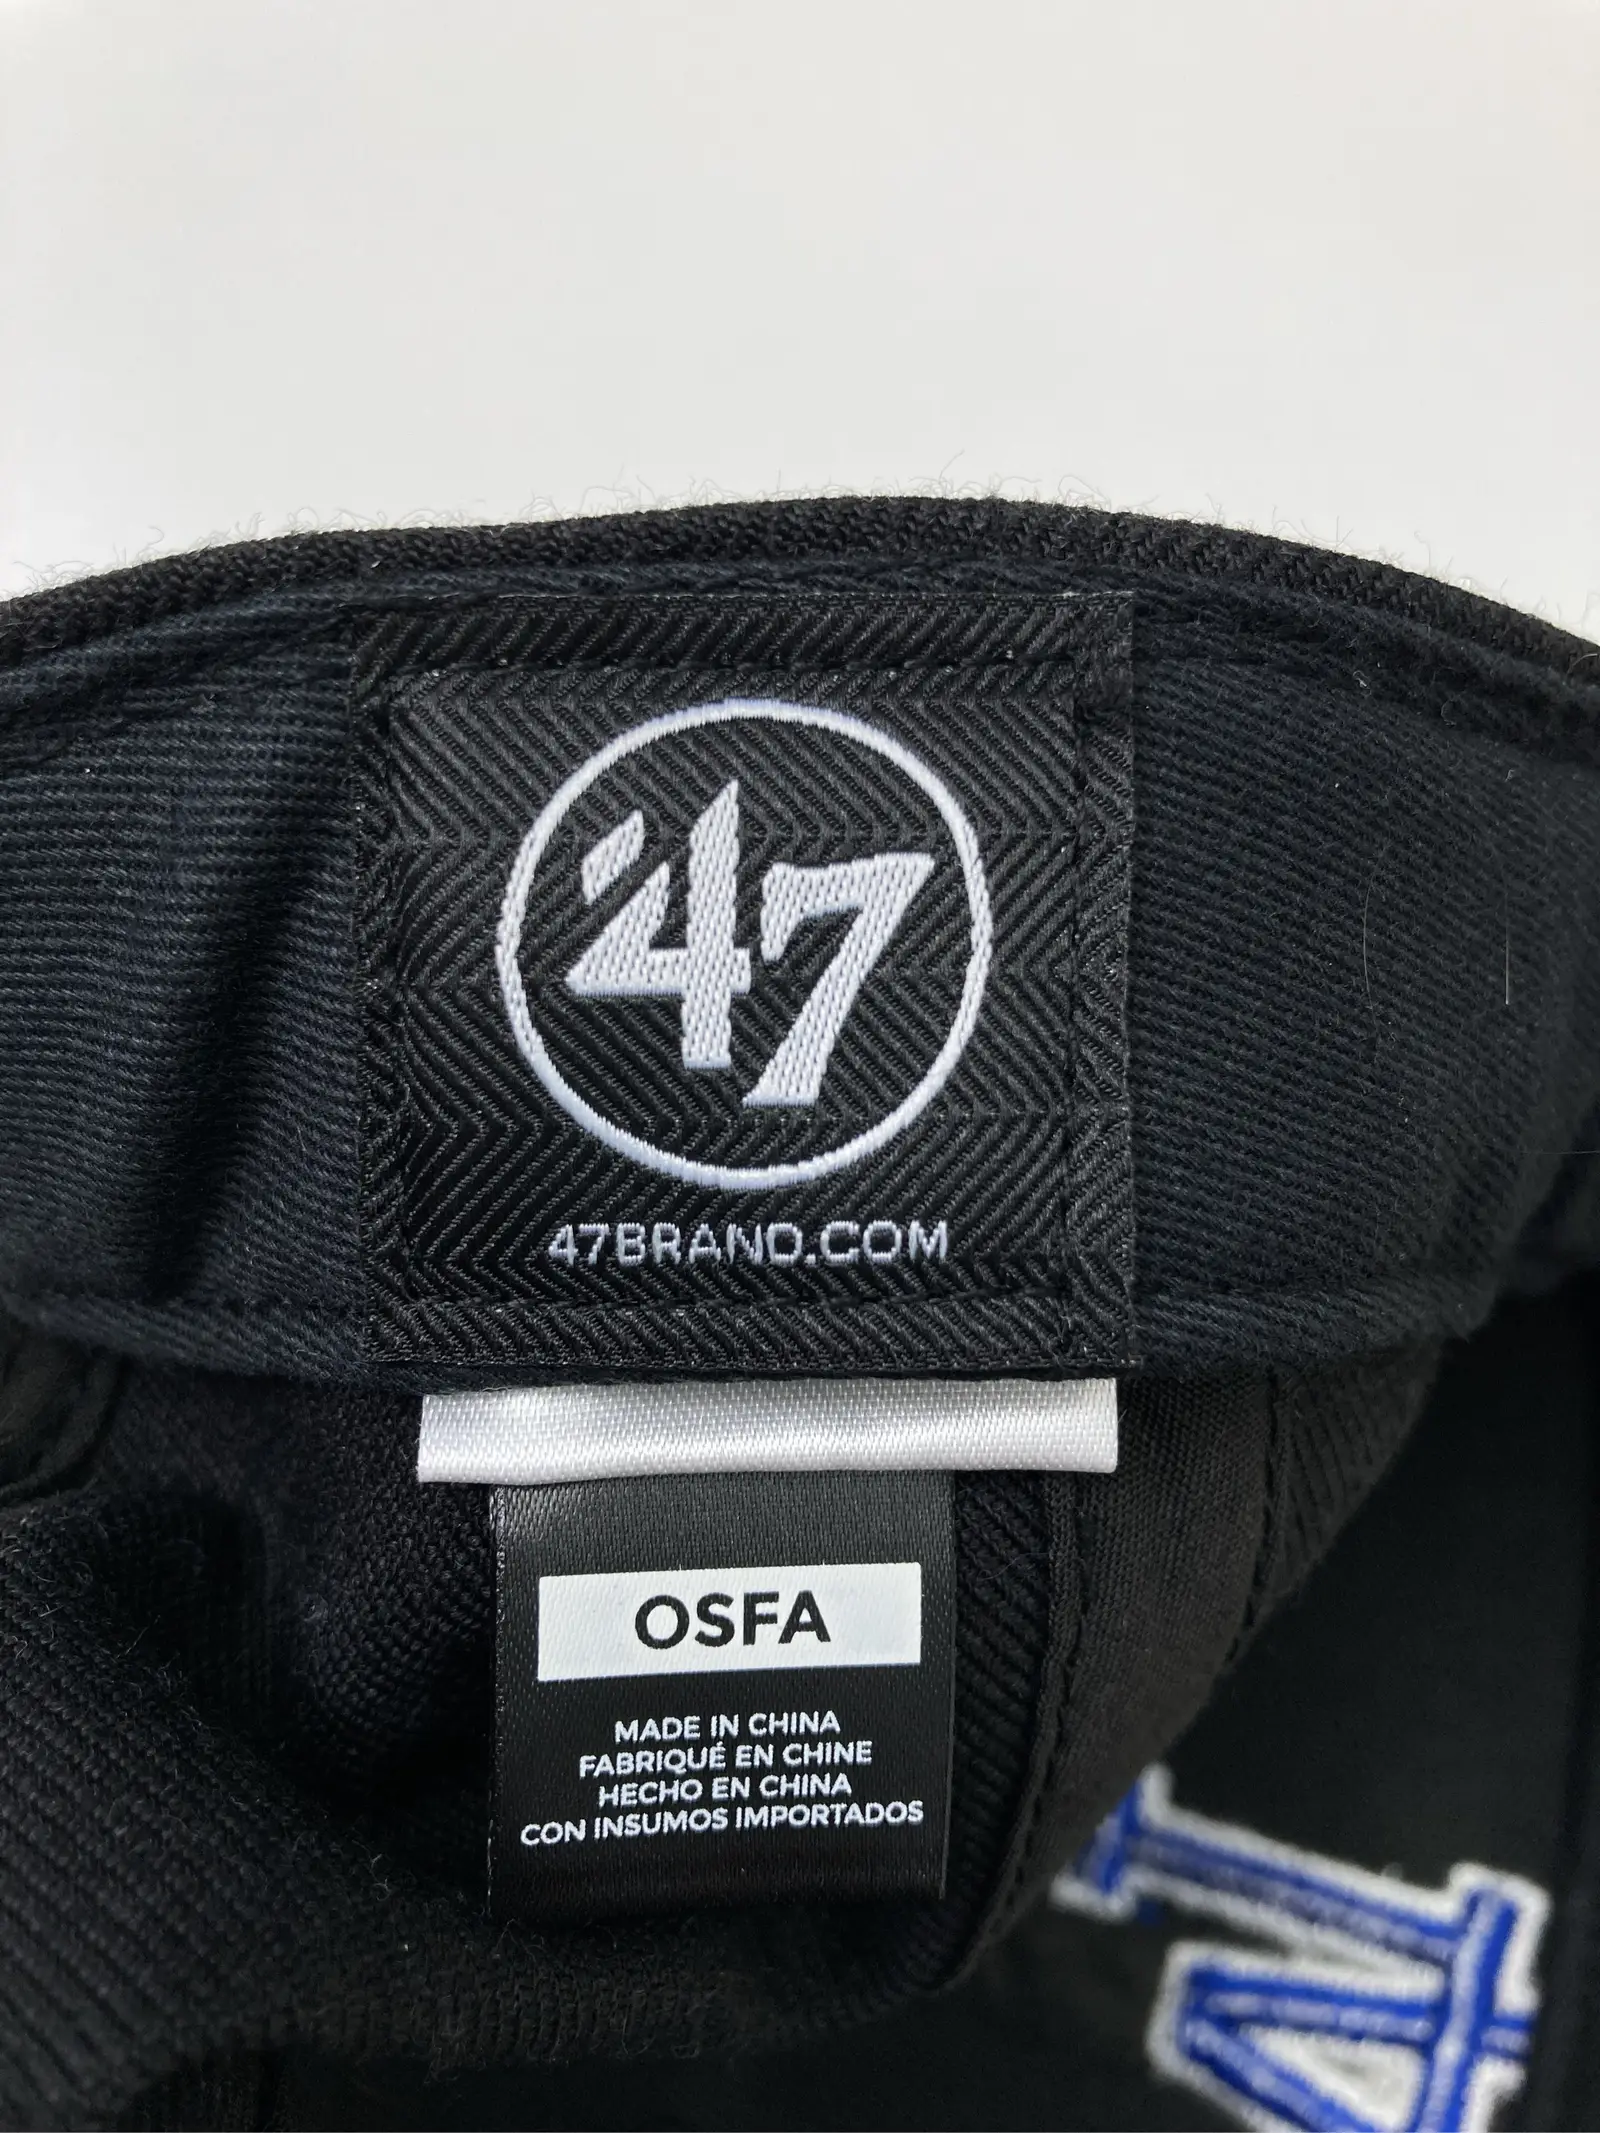 47
47BRAND.COM
OSFA
MADE IN CHINA
FABRIQUÉ EN CHINE
HECHO EN CHINA
CON INSUMOS IMPORTADOS